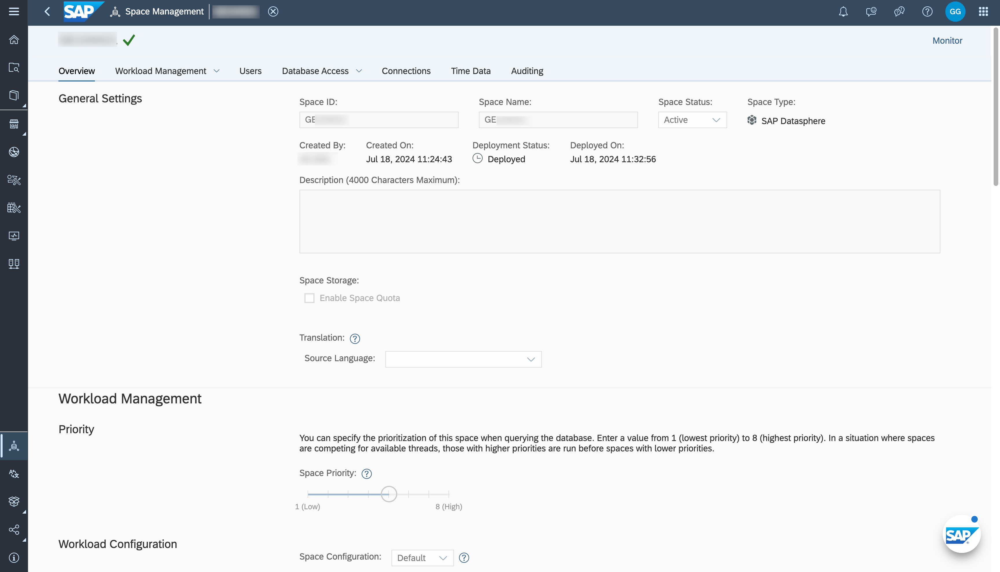 SAP Space Management
GG
Monitor
Overview Workload Management Users Database Access Connections Time Data Auditing
General Settings
Space ID: Space Name: Space Status: Space Type:
GE GE Active SAP Datasphere
Created By: Created On: Deployment Status: Deployed On:
Jul 18, 2024 11:24:43 Deployed Jul 18, 2024 11:32:56
Description (4000 Characters Maximum):
Space Storage:
Enable Space Quota
Translation: ?
Source Language:
Workload Management
Priority
You can specify the prioritization of this space when querying the database. Enter a value from 1 (lowest priority) to 8 (highest priority). In a situation where spaces
are competing for available threads, those with higher priorities are run before spaces with lower priorities.
Space Priority: ?
1 (Low) 8 (High)
Workload Configuration
Space Configuration: Default ?
SAP